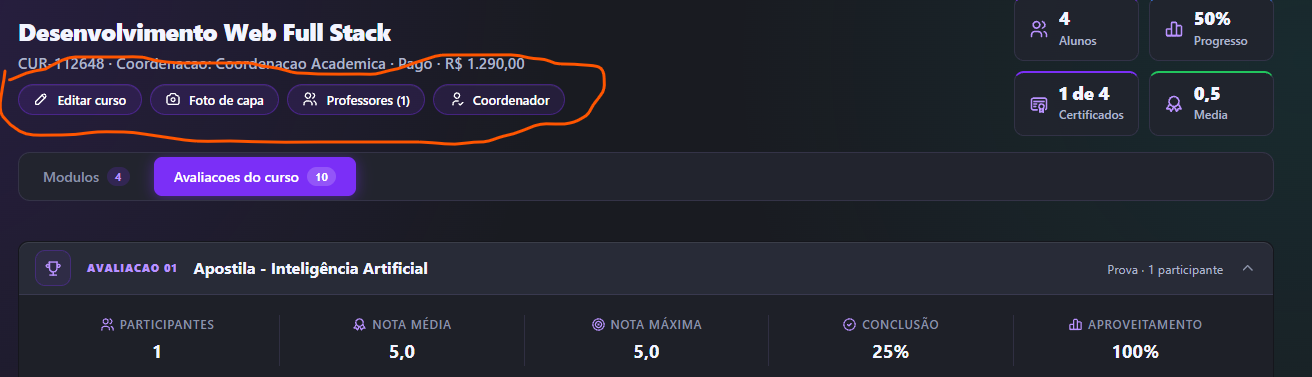 Desenvolvimento Web Full Stack
CUR-112648 · Coordenacao: Coordenacao Academica · Pago · R$ 1.290,00
Editar curso
Foto de capa
Professores (1)
Coordenador
4
Alunos
50%
Progresso
1 de 4
Certificados
0,5
Media
Modulos 4
Avaliacoes do curso 10
AVALIACAO 01 Apostila - Inteligência Artificial
Prova · 1 participante
PARTICIPANTES
1
NOTA MÉDIA
5,0
NOTA MÁXIMA
5,0
CONCLUSÃO
25%
APROVEITAMENTO
100%